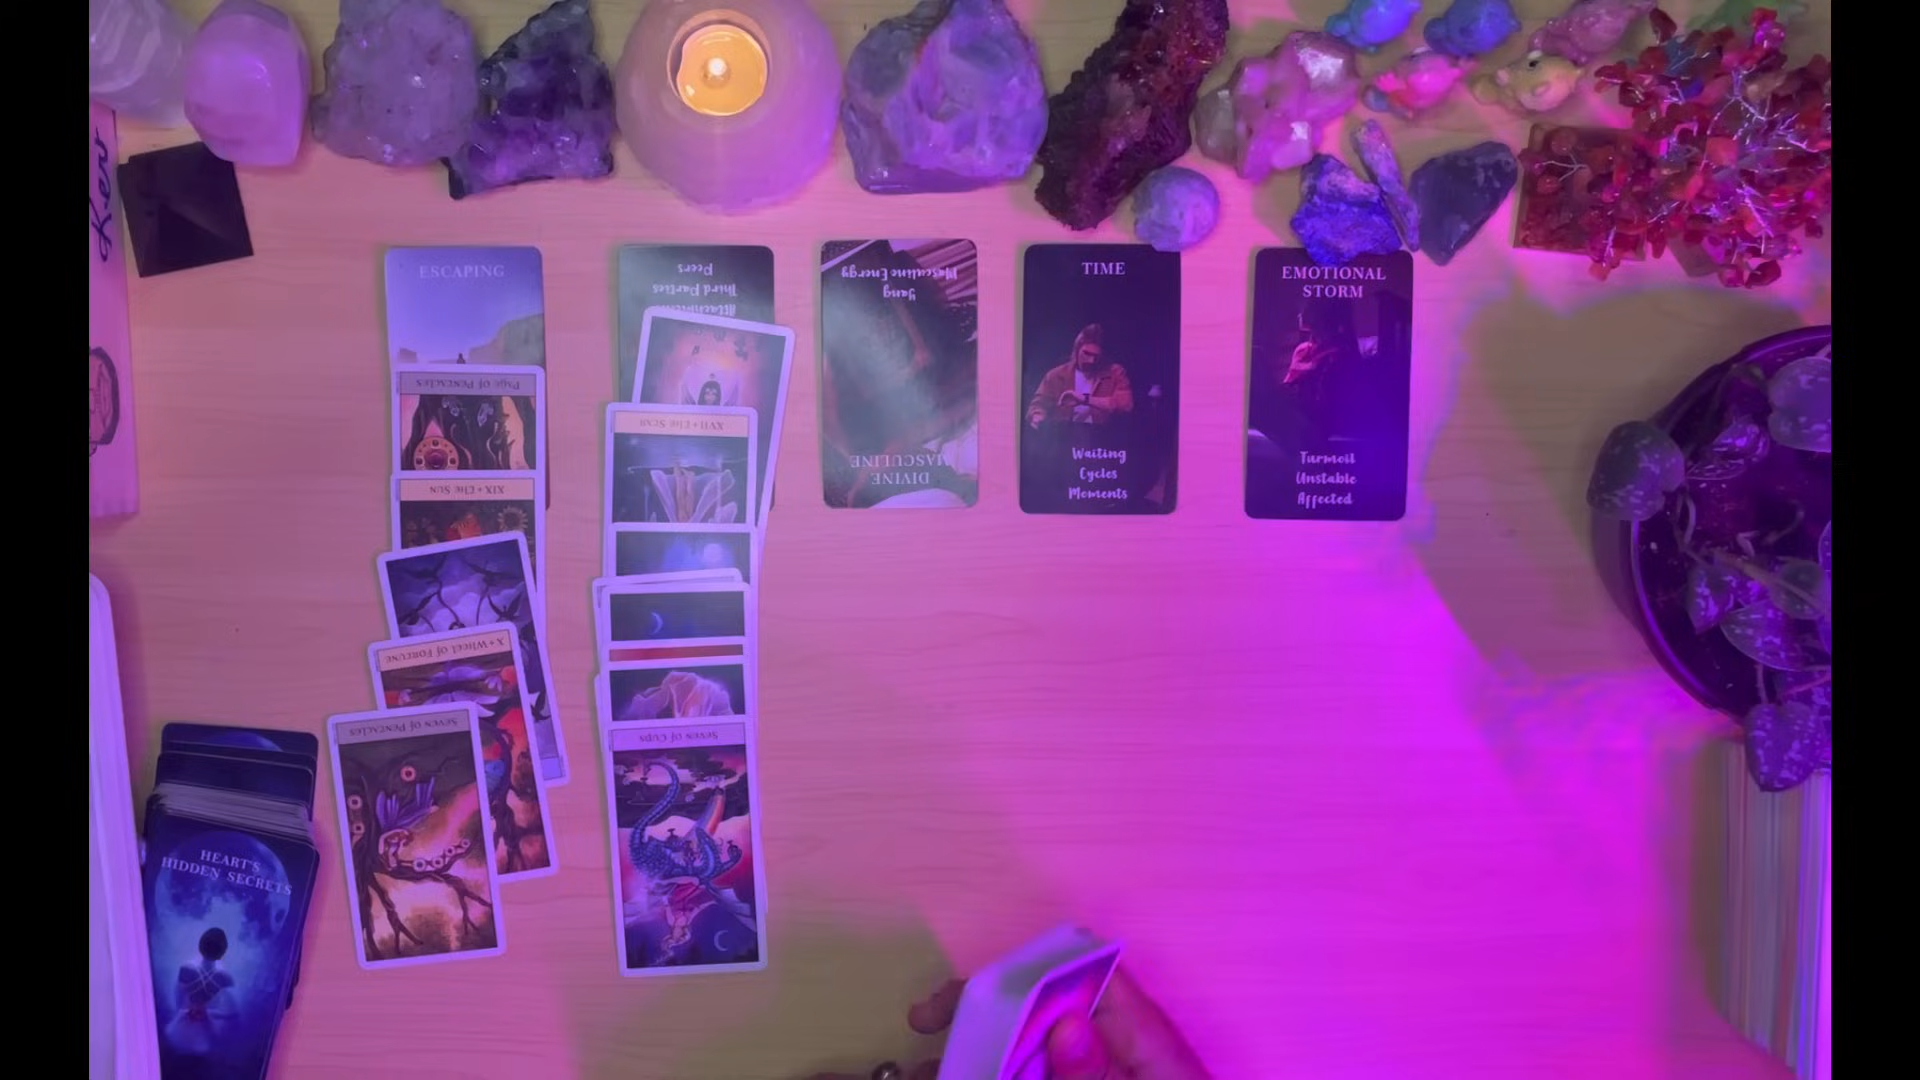 Kerv
ESCAPING
Peers
Third Parties
Attachments
Masculine Energy
Yang
DIVINE
MASCULINE
TIME
Waiting
Cycles
Moments
EMOTIONAL
STORM
Turmoil
Unstable
Affected
PAGE OF PENTACLES
XIX + THE SUN
X + WHEEL OF FORTUNE
SEVEN OF PENTACLES
XVII + THE STAR
SEVEN OF CUPS
HEART'S
HIDDEN SECRETS